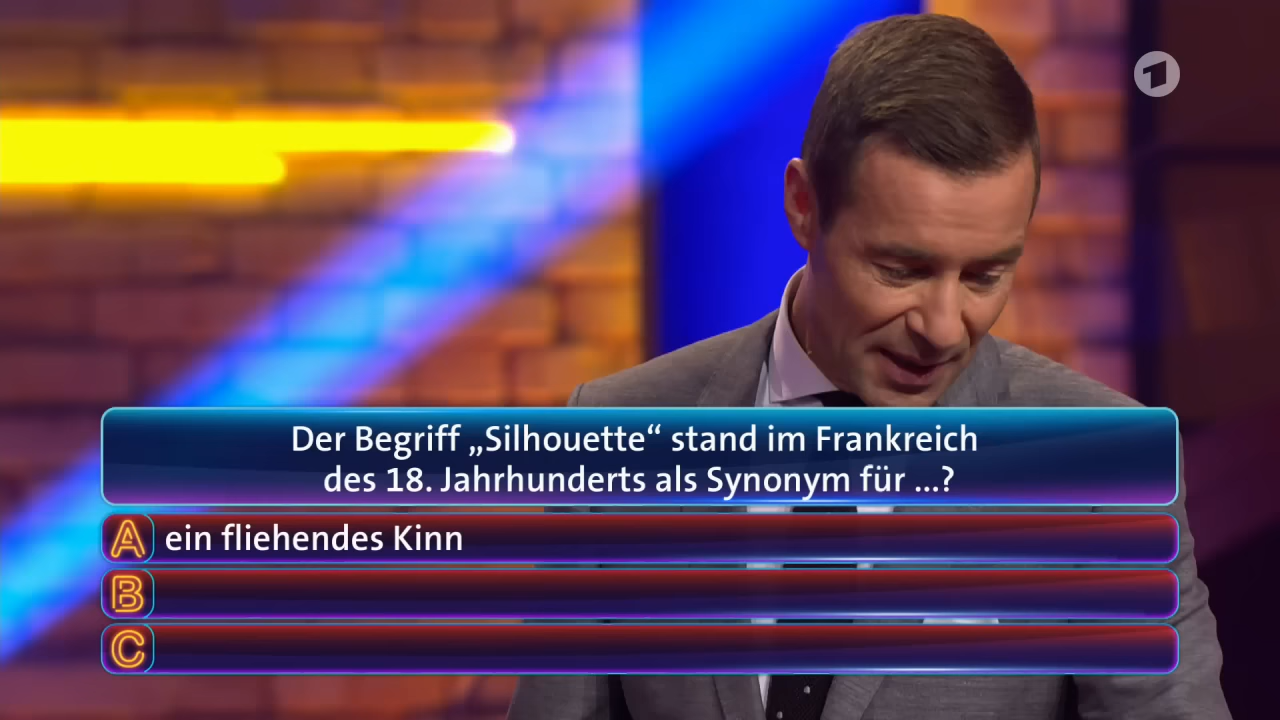 Der Begriff „Silhouette“ stand im Frankreich
des 18. Jahrhunderts als Synonym für ...?
A ein fliehendes Kinn
B
C
1